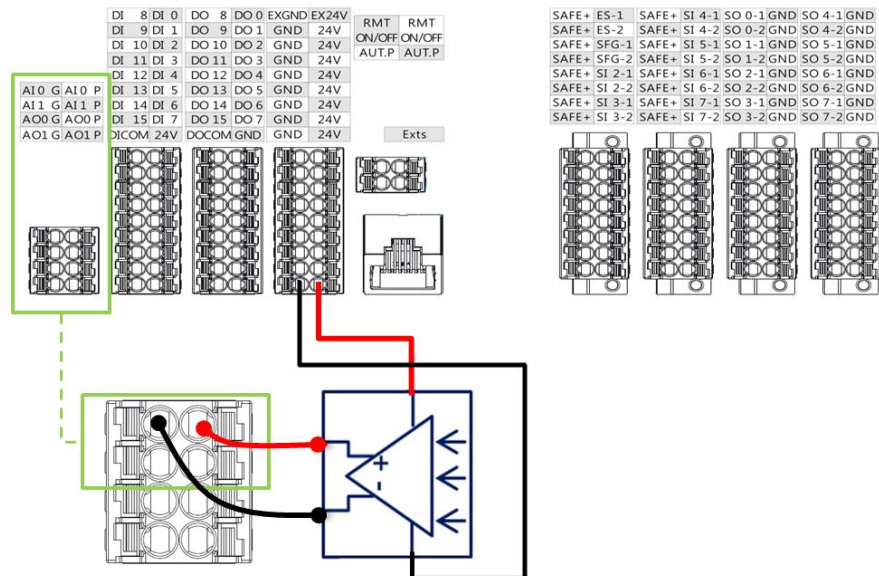 DI 8 DI 0 DO 8 DO 0 EXGND EX24V
DI 9 DI 1 DO 9 DO 1 GND 24V
DI 10 DI 2 DO 10 DO 2 GND 24V
DI 11 DI 3 DO 11 DO 3 GND 24V
DI 12 DI 4 DO 12 DO 4 GND 24V
AI0 G AI0 P DI 13 DI 5 DO 13 DO 5 GND 24V
AI1 G AI1 P DI 14 DI 6 DO 14 DO 6 GND 24V
AO0 G AO0 P DI 15 DI 7 DO 15 DO 7 GND 24V
AO1 G AO1 P DICOM 24V DOCOM GND GND 24V
RMT RMT
ON/OFF ON/OFF
AUT.P AUT.P
Exts
SAFE+ ES-1 SAFE+ SI 4-1 SO 0-1 GND SO 4-1 GND
SAFE+ ES-2 SAFE+ SI 4-2 SO 0-2 GND SO 4-2 GND
SAFE+ SFG-1 SAFE+ SI 5-1 SO 1-1 GND SO 5-1 GND
SAFE+ SFG-2 SAFE+ SI 5-2 SO 1-2 GND SO 5-2 GND
SAFE+ SI 2-1 SAFE+ SI 6-1 SO 2-1 GND SO 6-1 GND
SAFE+ SI 2-2 SAFE+ SI 6-2 SO 2-2 GND SO 6-2 GND
SAFE+ SI 3-1 SAFE+ SI 7-1 SO 3-1 GND SO 7-1 GND
SAFE+ SI 3-2 SAFE+ SI 7-2 SO 3-2 GND SO 7-2 GND
+
-